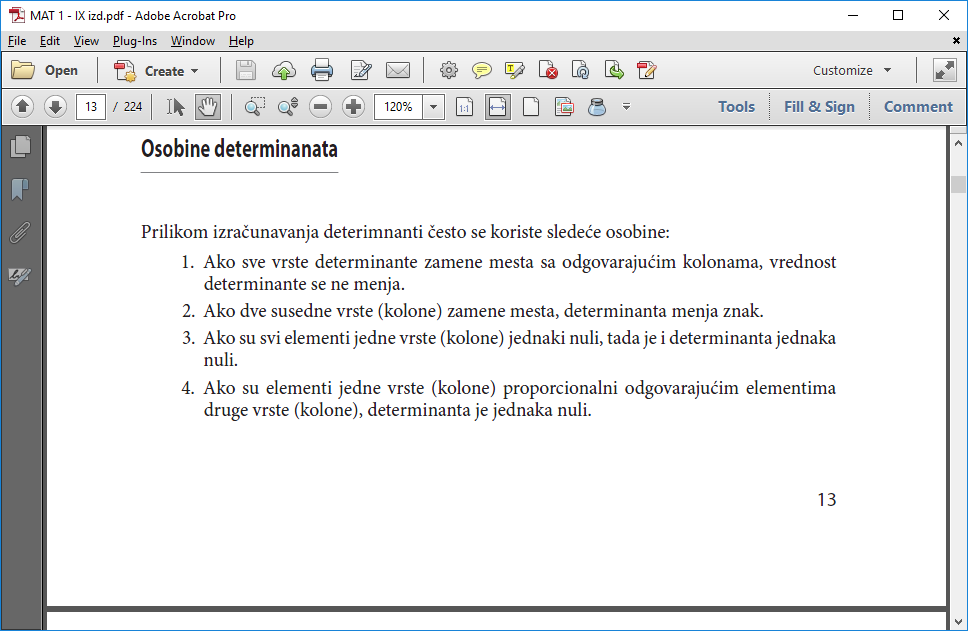 MAT 1 - IX izd.pdf - Adobe Acrobat Pro
File Edit View Plug-Ins Window Help
Open Create Customize
13 / 224 120% 1:1 Tools Fill & Sign Comment
Osobine determinanata
Prilikom izračunavanja deterimnanti često se koriste sledeće osobine:
1. Ako sve vrste determinante zamene mesta sa odgovarajućim kolonama, vrednost
determinante se ne menja.
2. Ako dve susedne vrste (kolone) zamene mesta, determinanta menja znak.
3. Ako su svi elementi jedne vrste (kolone) jednaki nuli, tada je i determinanta jednaka
nuli.
4. Ako su elementi jedne vrste (kolone) proporcionalni odgovarajućim elementima
druge vrste (kolone), determinanta je jednaka nuli.
13